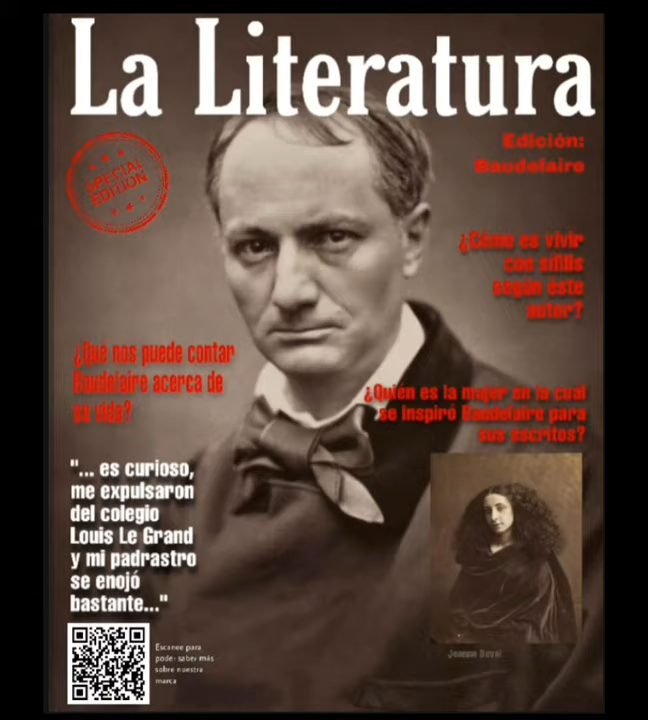 La Literatura
SPECIAL
EDITION
Edición:
Baudelaire
¿Cómo es vivir
con sífilis
según este
autor?
¿Qué nos puede contar
Baudelaire acerca de
su vida?
¿Quién es la mujer en la cual
se inspiró Baudelaire para
sus escritos?
"... es curioso,
me expulsaron
del colegio
Louis Le Grand
y mi padrastro
se enojó
bastante..."
Escanee para
poder saber más
sobre nuestra
marca
Jeanne Duval